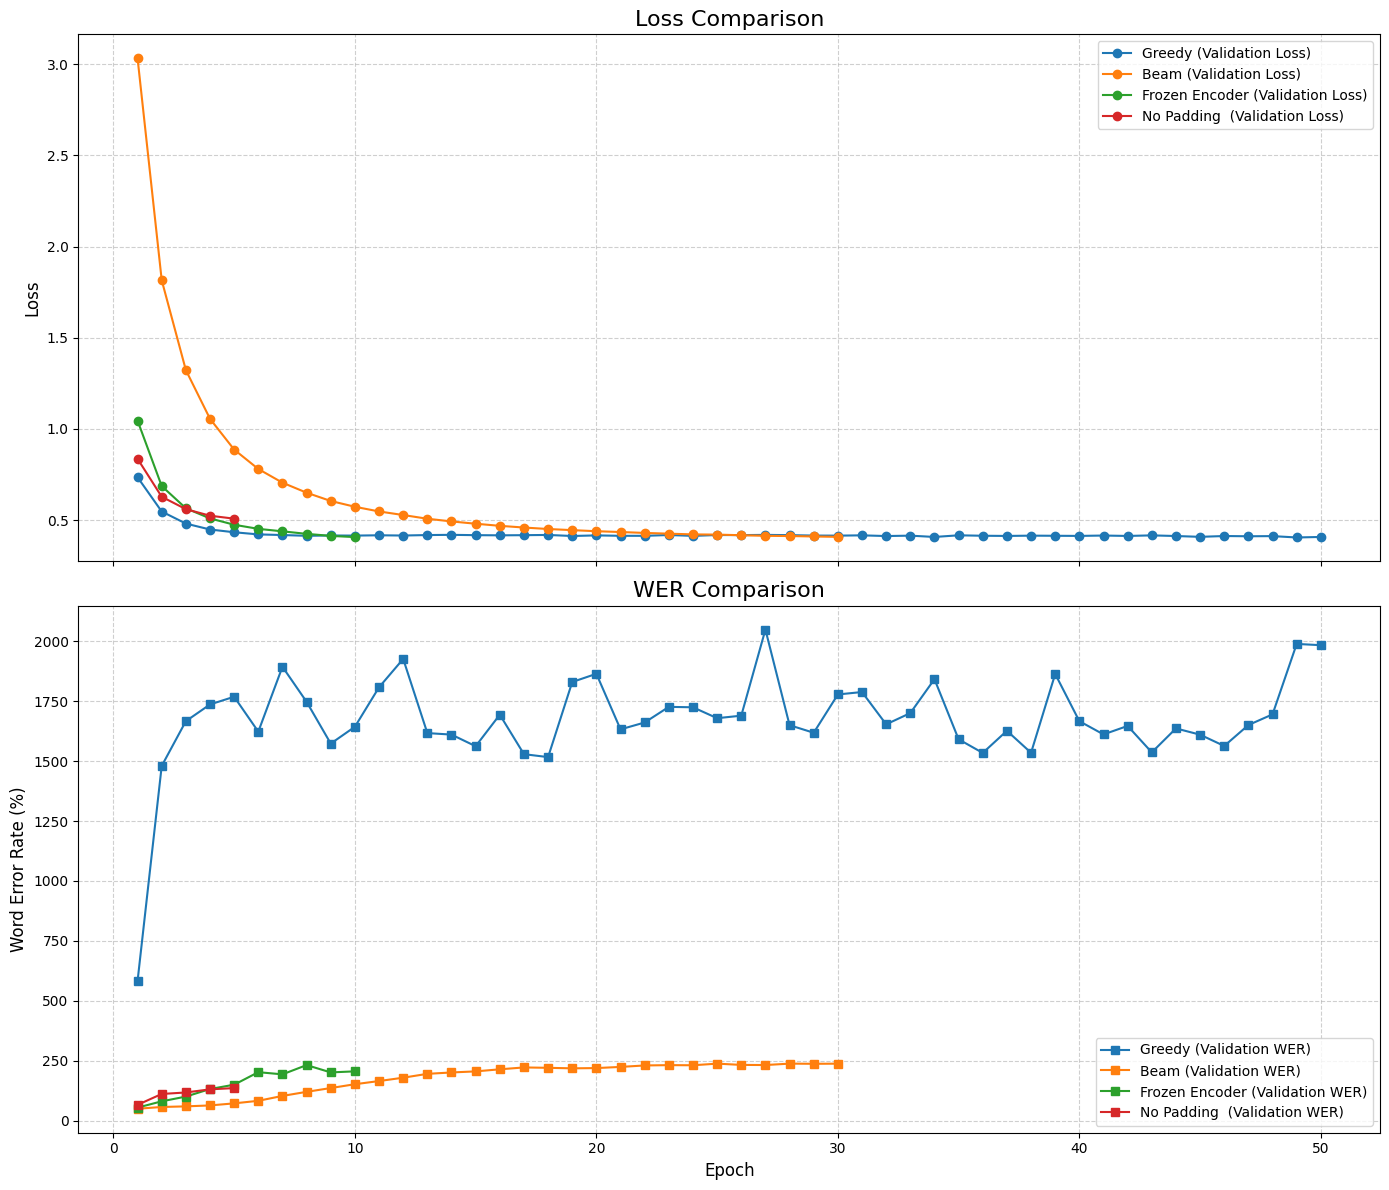 Loss Comparison
3.0
2.5
2.0
1.5
1.0
0.5
Loss
Greedy (Validation Loss)
Beam (Validation Loss)
Frozen Encoder (Validation Loss)
No Padding  (Validation Loss)
WER Comparison
2000
1750
1500
1250
1000
750
500
250
0
Word Error Rate (%)
Greedy (Validation WER)
Beam (Validation WER)
Frozen Encoder (Validation WER)
No Padding  (Validation WER)
0 10 20 30 40 50
Epoch